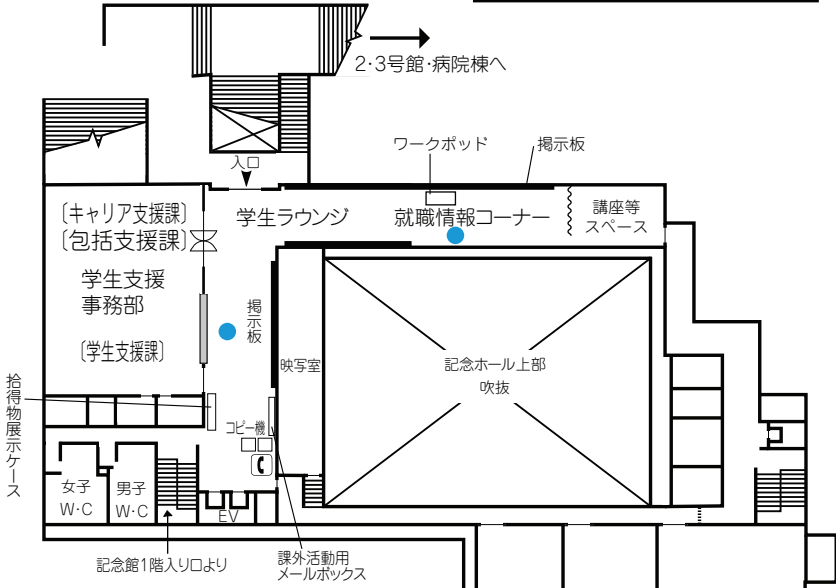 2・3号館・病院棟へ
ワークポッド
掲示板
入口
〔キャリア支援課〕
〔包括支援課〕
学生ラウンジ
就職情報コーナー
講座等
スペース
学生支援
事務部
〔学生支援課〕
掲示板
映写室
記念ホール上部
吹抜
拾得物展示ケース
コピー機
女子
W・C
男子
W・C
EV
記念館1階入り口より
課外活動用
メールボックス